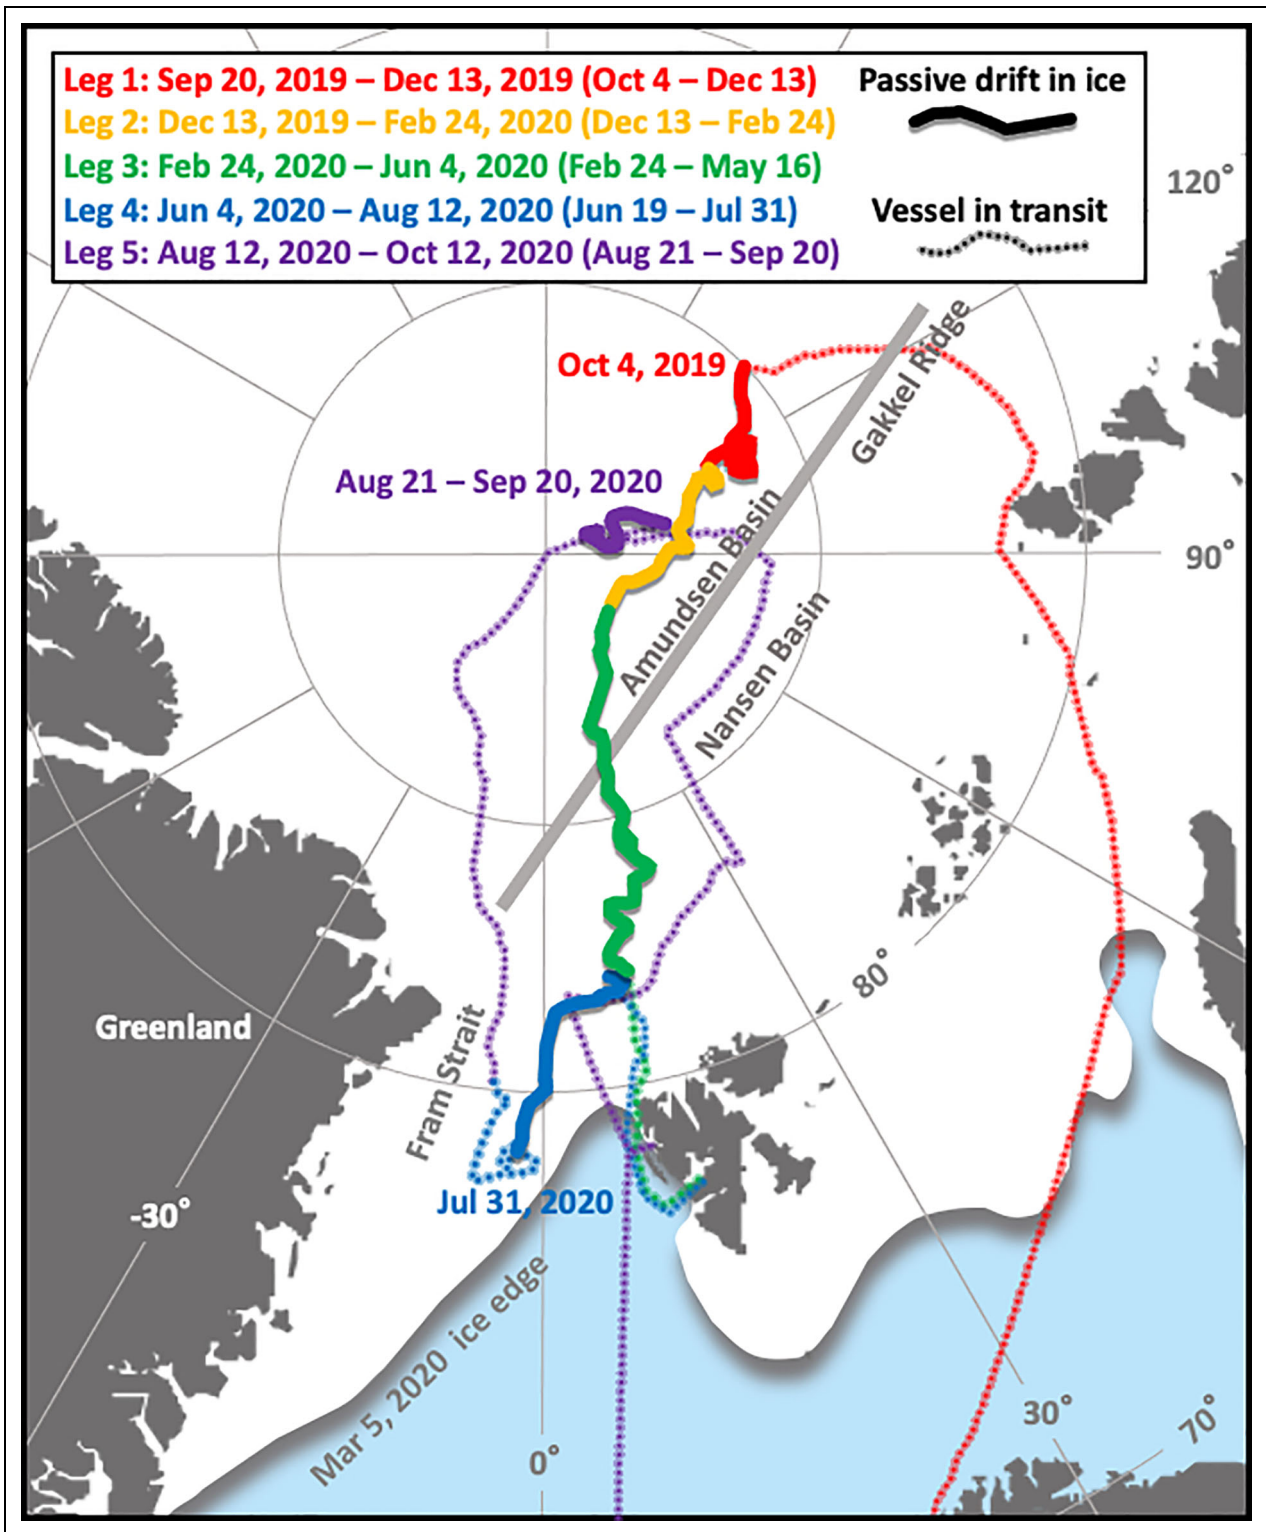 Leg 1: Sep 20, 2019 – Dec 13, 2019 (Oct 4 – Dec 13)
Leg 2: Dec 13, 2019 – Feb 24, 2020 (Dec 13 – Feb 24)
Leg 3: Feb 24, 2020 – Jun 4, 2020 (Feb 24 – May 16)
Leg 4: Jun 4, 2020 – Aug 12, 2020 (Jun 19 – Jul 31)
Leg 5: Aug 12, 2020 – Oct 12, 2020 (Aug 21 – Sep 20)
Passive drift in ice
Vessel in transit
120°
Oct 4, 2019
Gakkel Ridge
Aug 21 – Sep 20, 2020
90°
Amundsen Basin
Nansen Basin
80°
Greenland
Fram Strait
-30°
Jul 31, 2020
Mar 5, 2020 ice edge
0°
30°
70°